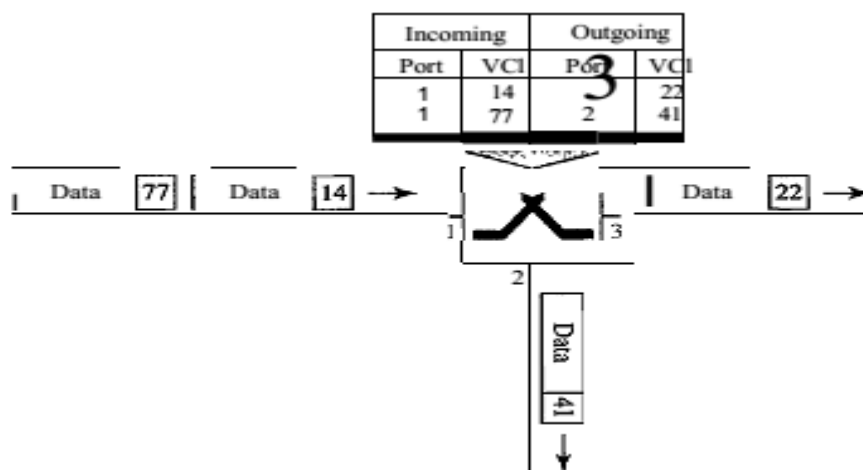 Incoming Outgoing
Port VCI Port VCI
1 14 3 22
1 77 2 41
Data 77 Data 14 Data 22
1 3
2
Data 41